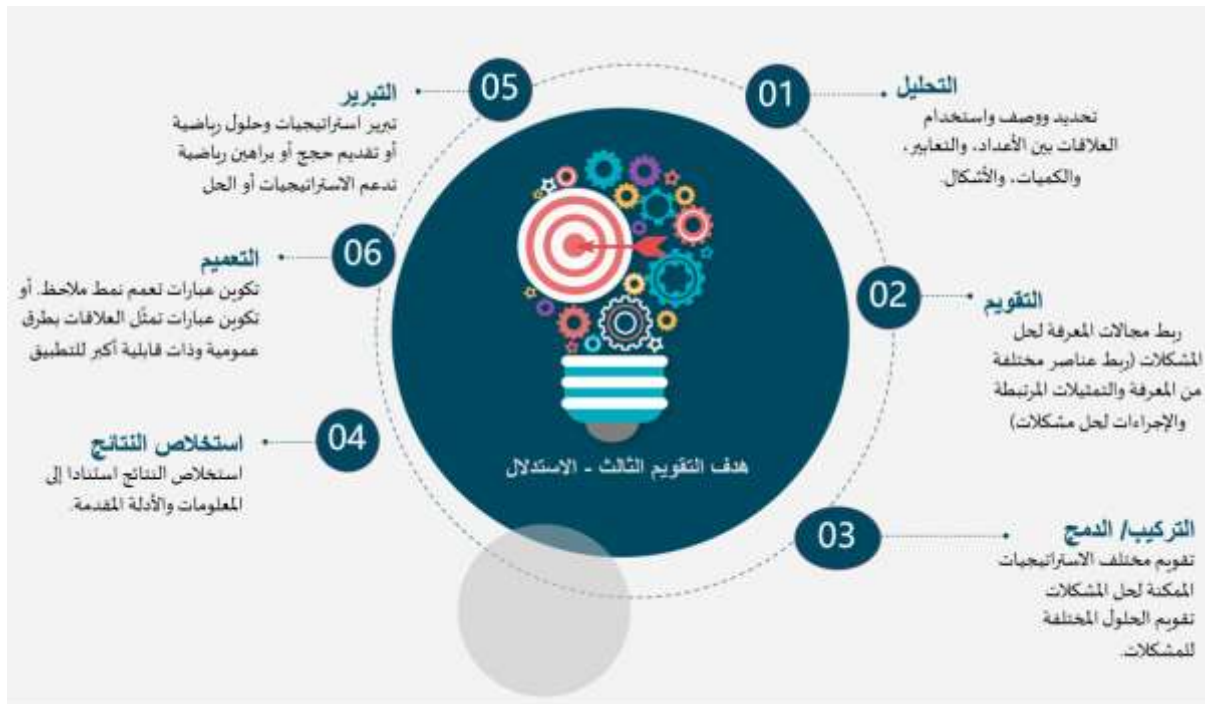 01
التحليل
تحديد ووصف واستخدام
العلاقات بين الأعداد، والتعابير،
والكميات، والأشكال.
02
التقويم
ربط مجالات المعرفة لحل
المشكلات (ربط عناصر مختلفة
من المعرفة والتمثيلات المرتبطة
والإجراءات لحل مشكلات)
03
التركيب/ الدمج
تقويم مختلف الاستراتيجيات
الممكنة لحل المشكلات
تقويم الحلول المختلفة
للمشكلات.
04
استخلاص النتائج
استخلاص النتائج استنادا إلى
المعلومات والأدلة المقدمة.
05
التبرير
تبرير استراتيجيات وحلول رياضية
أو تقديم حجج أو براهين رياضية
تدعم الاستراتيجيات أو الحل
06
التعميم
تكوين عبارات تعمم نمط ملاحظ، أو
تكوين عبارات تمثّل العلاقات بطرق
عمومية وذات قابلية أكبر للتطبيق
هدف التقويم الثالث - الاستدلال